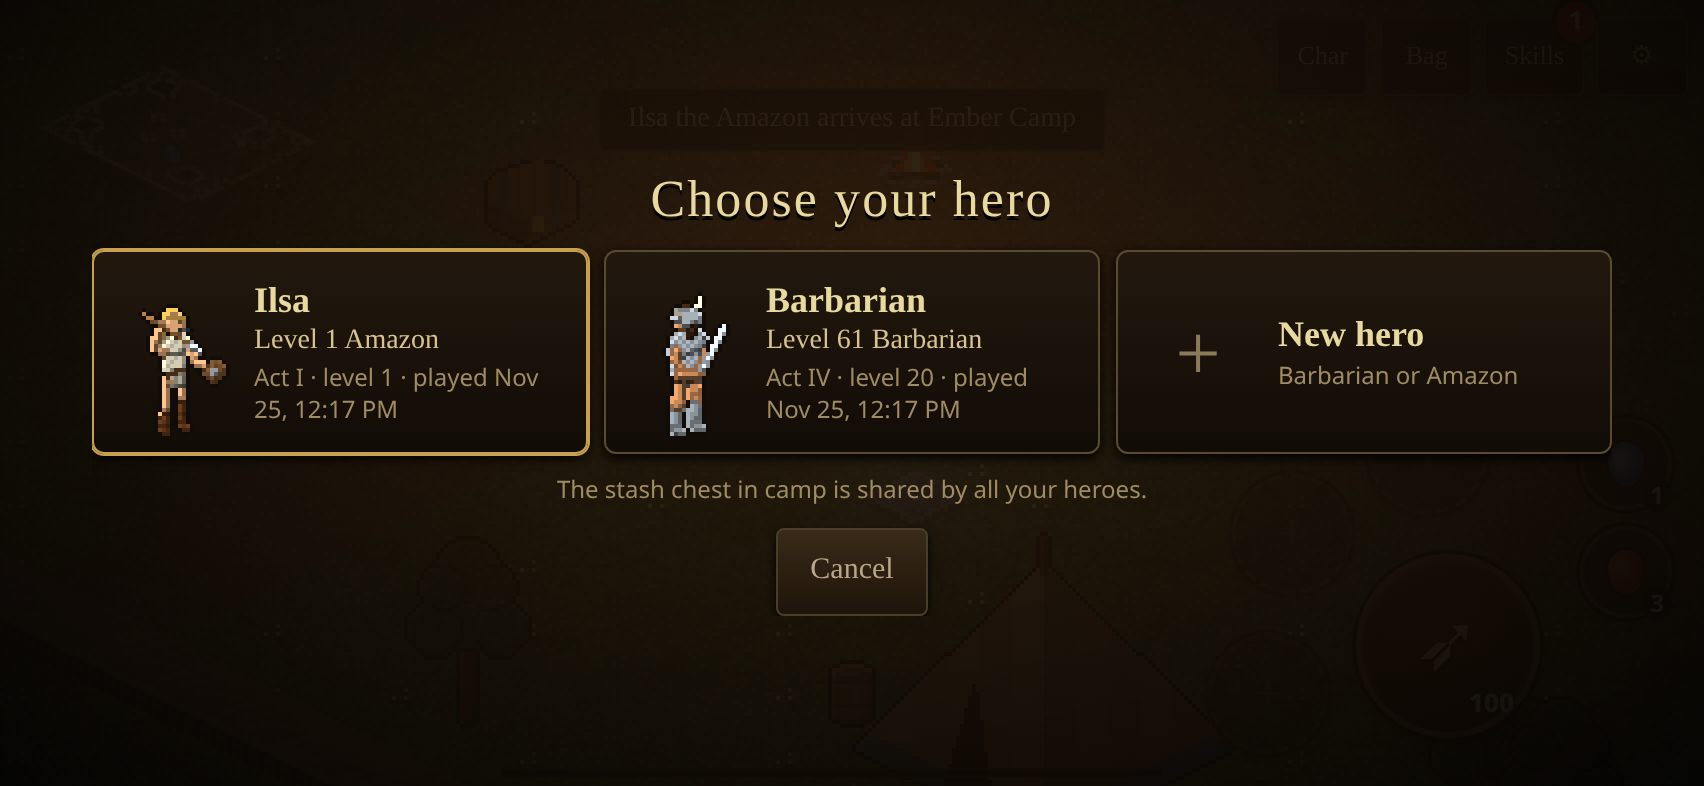 Char
Bag
Skills
1
Ilsa the Amazon arrives at Ember Camp
Choose your hero
Ilsa
Level 1 Amazon
Act I · level 1 · played Nov
25, 12:17 PM
Barbarian
Level 61 Barbarian
Act IV · level 20 · played
Nov 25, 12:17 PM
+
New hero
Barbarian or Amazon
The stash chest in camp is shared by all your heroes.
1
Cancel
3
100